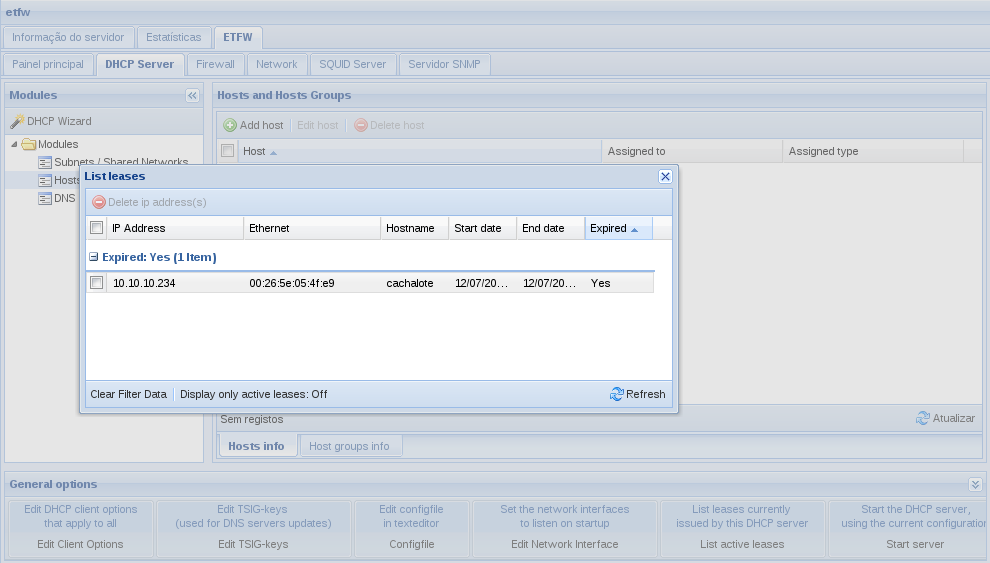 etfw
Informação do servidor
Estatísticas
ETFW
Painel principal
DHCP Server
Firewall
Network
SQUID Server
Servidor SNMP
Modules
Hosts and Hosts Groups
DHCP Wizard
Add host
Edit host
Delete host
Modules
Host
Assigned to
Assigned type
Subnets / Shared Networks
Hosts
DNS
List leases
Delete ip address(s)
IP Address
Ethernet
Hostname
Start date
End date
Expired
Expired: Yes (1 Item)
10.10.10.234
00:26:5e:05:4f:e9
cachalote
12/07/20...
12/07/20...
Yes
Clear Filter Data
Display only active leases: Off
Refresh
Sem registos
Atualizar
Hosts info
Host groups info
General options
Edit DHCP client options
that apply to all
Edit Client Options
Edit TSIG-keys
(used for DNS servers updates)
Edit TSIG-keys
Edit configfile
in texteditor
Configfile
Set the network interfaces
to listen on startup
Edit Network Interface
List leases currently
issued by this DHCP server
List active leases
Start the DHCP server,
using the current configuration
Start server